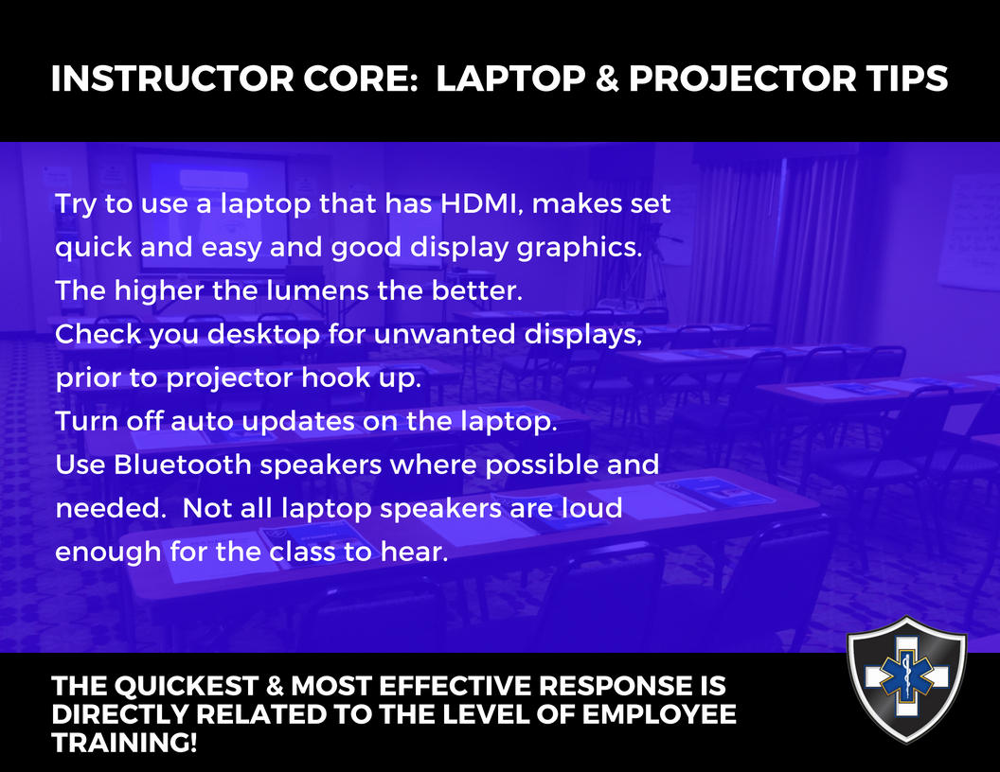 INSTRUCTOR CORE:  LAPTOP & PROJECTOR TIPS
Try to use a laptop that has HDMI, makes set
quick and easy and good display graphics.
The higher the lumens the better.
Check you desktop for unwanted displays,
prior to projector hook up.
Turn off auto updates on the laptop.
Use Bluetooth speakers where possible and
needed.  Not all laptop speakers are loud
enough for the class to hear.
THE QUICKEST & MOST EFFECTIVE RESPONSE IS
DIRECTLY RELATED TO THE LEVEL OF EMPLOYEE
TRAINING!